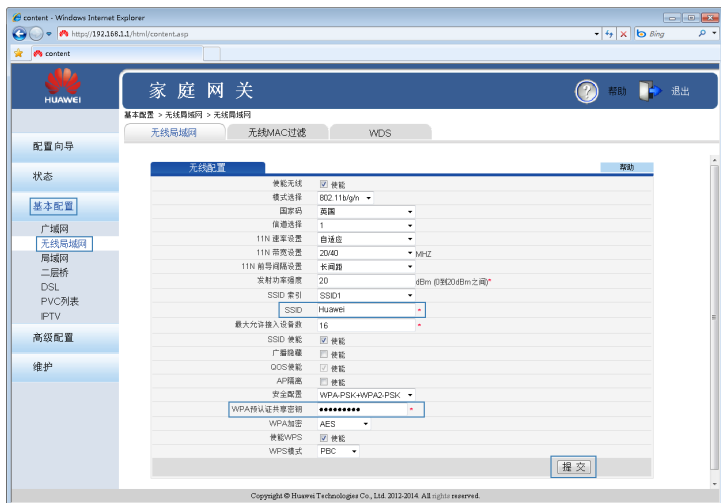 content - Windows Internet Explorer
http://192.168.1.1/html/content.asp
Bing
content
HUAWEI
家庭网关
帮助
退出
基本配置 > 无线局域网 > 无线局域网
无线局域网
无线MAC过滤
WDS
配置向导
状态
基本配置
广域网
无线局域网
局域网
二层桥
DSL
PVC列表
IPTV
高级配置
维护
无线配置
帮助
使能无线 使能
模式选择 802.11b/g/n
国家码 英国
信道选择 1
11N 速率设置 自适应
11N 带宽设置 20/40 MHZ
11N 前导间隔设置 长间隔
发射功率强度 20 dBm (0到20dBm之间)*
SSID 索引 SSID1
SSID Huawei *
最大允许接入设备数 16 *
SSID 使能 使能
广播隐藏 使能
QOS使能 使能
AP隔离 使能
安全配置 WPA-PSK+WPA2-PSK
WPA预认证共享密钥 ●●●●●●●●● *
WPA加密 AES
使能WPS 使能
WPS模式 PBC
提交
Copyright © Huawei Technologies Co., Ltd. 2012-2014. All rights reserved.